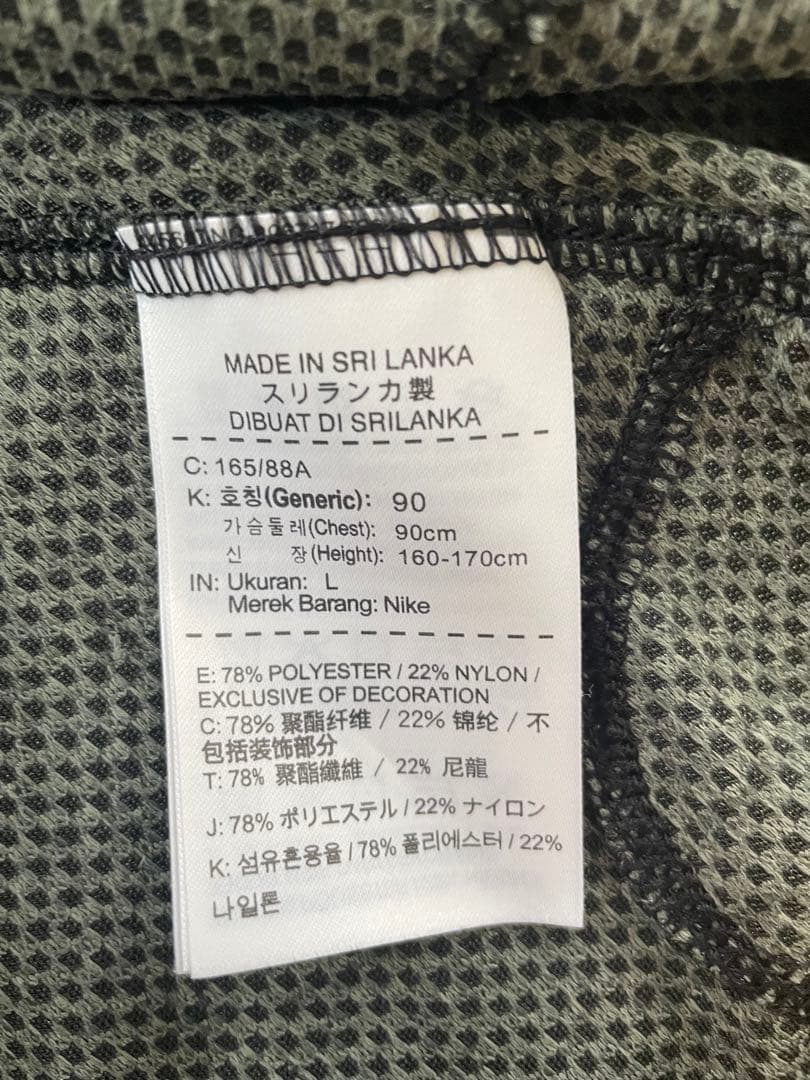 MADE IN SRI LANKA
スリランカ製
DIBUAT DI SRILANKA
C: 165/88A
K: 호칭(Generic): 90
가슴둘레(Chest): 90cm
신 장(Height): 160-170cm
IN: Ukuran: L
Merek Barang: Nike
E: 78% POLYESTER / 22% NYLON /
EXCLUSIVE OF DECORATION
C: 78% 聚酯纤维 / 22% 锦纶 / 不
包括装饰部分
T: 78% 聚酯纖維 / 22% 尼龍
J: 78% ポリエステル / 22% ナイロン
K: 섬유혼용율 / 78% 폴리에스터 / 22%
나일론